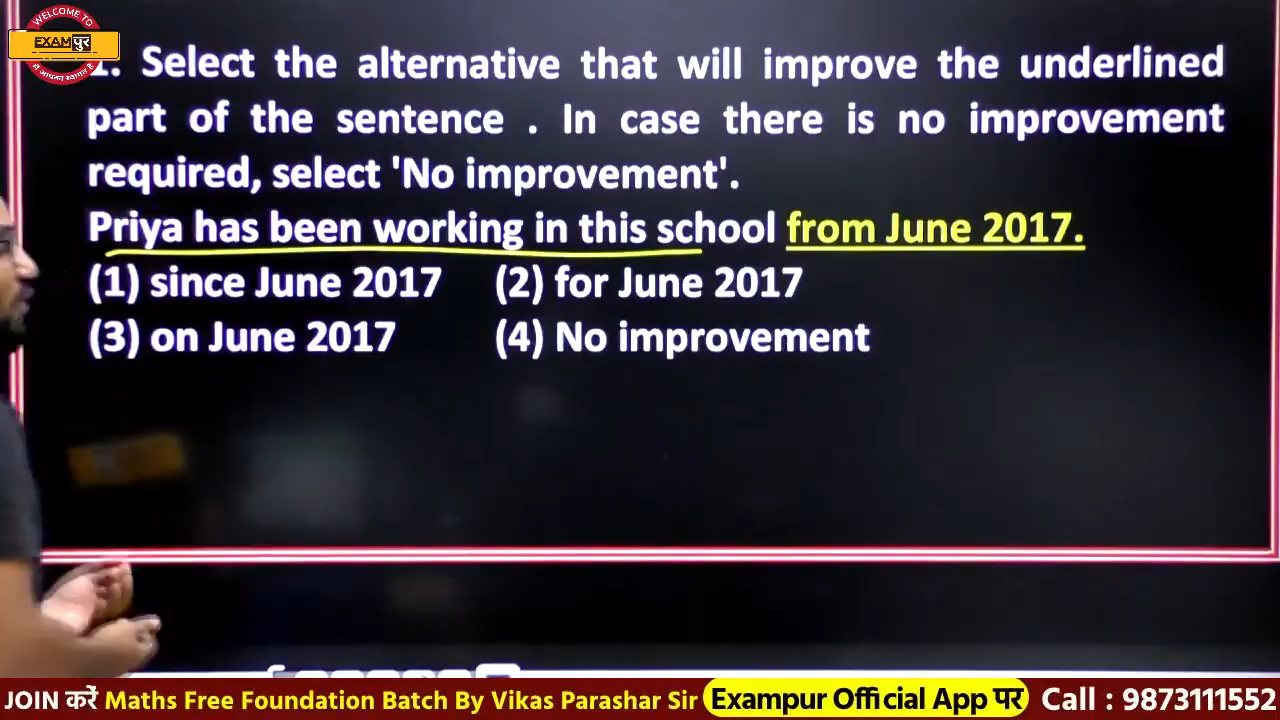 WELCOME TO
EXAMपुर
में आपका स्वागत है
1. Select the alternative that will improve the underlined
part of the sentence . In case there is no improvement
required, select 'No improvement'.
Priya has been working in this school from June 2017.
(1) since June 2017 (2) for June 2017
(3) on June 2017 (4) No improvement
JOIN करें Maths Free Foundation Batch By Vikas Parashar Sir Exampur Official App पर Call : 9873111552